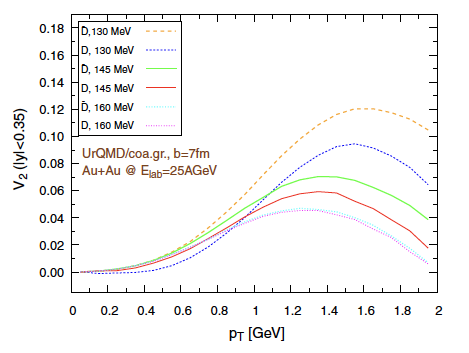 0.18
0.16
0.14
0.12
0.10
0.08
0.06
0.04
0.02
0.00
V2 (ly|<0.35)
D̄, 130 MeV
D, 130 MeV
D̄, 145 MeV
D, 145 MeV
D̄, 160 MeV
D, 160 MeV
UrQMD/coa.gr., b=7fm
Au+Au @ Elab=25AGeV
0 0.2 0.4 0.6 0.8 1 1.2 1.4 1.6 1.8 2
pT [GeV]